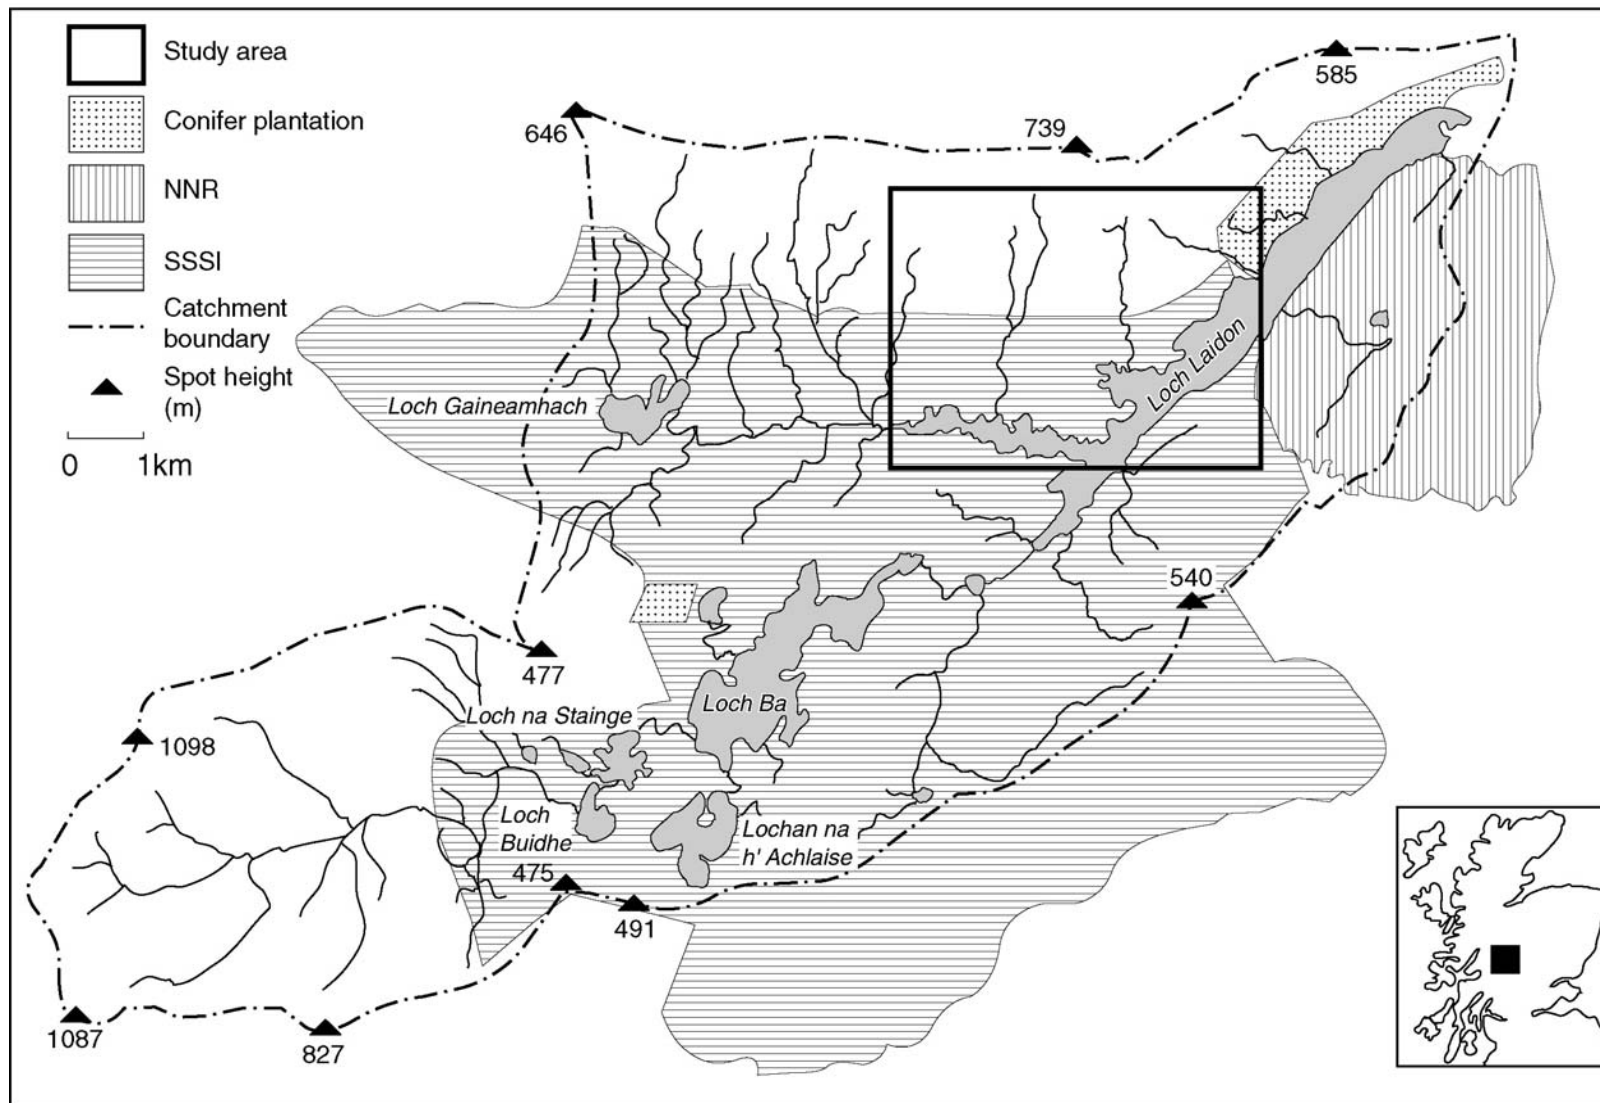 Study area
Conifer plantation
NNR
SSSI
Catchment
boundary
Spot height
(m)
0 1km
585
646
739
Loch Gaineamhach
Loch Laidon
540
477
Loch na Stainge
Loch Ba
1098
Loch
Buidhe
Lochan na
h' Achlaise
475
491
1087
827